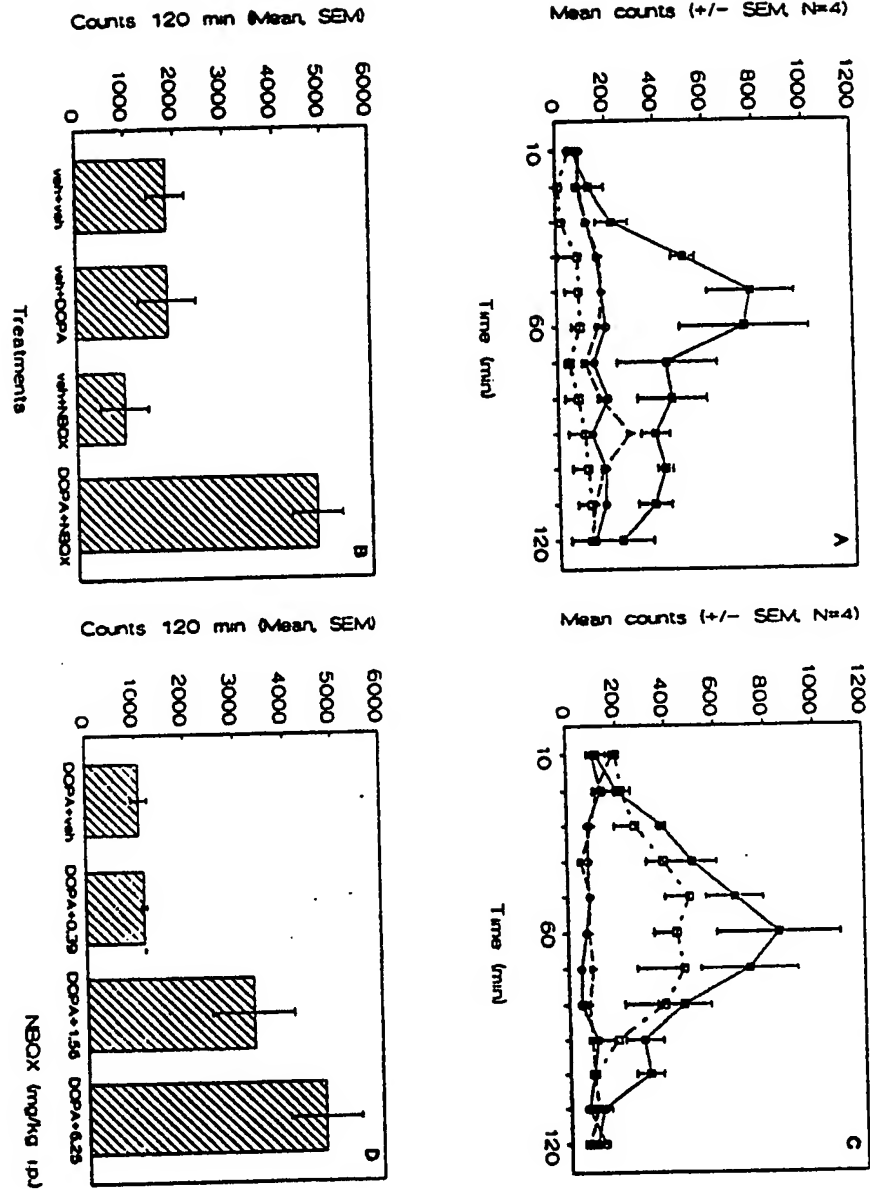 Mean counts (+/- SEM, N=4)
1200
1000
800
600
400
200
0
A
10
60
120
Time (min)
Counts 120 min (Mean, SEM)
6000
5000
4000
3000
2000
1000
0
B
veh+veh
veh+DOPA
veh+NBQX
DOPA+NBQX
Treatments
Mean counts (+/- SEM, N=4)
1200
1000
800
600
400
200
0
C
10
60
120
Time (min)
Counts 120 min (Mean, SEM)
6000
5000
4000
3000
2000
1000
0
D
DOPA+veh
DOPA+0.39
DOPA+1.56
DOPA+6.25
NBQX (mg/kg i.p.)